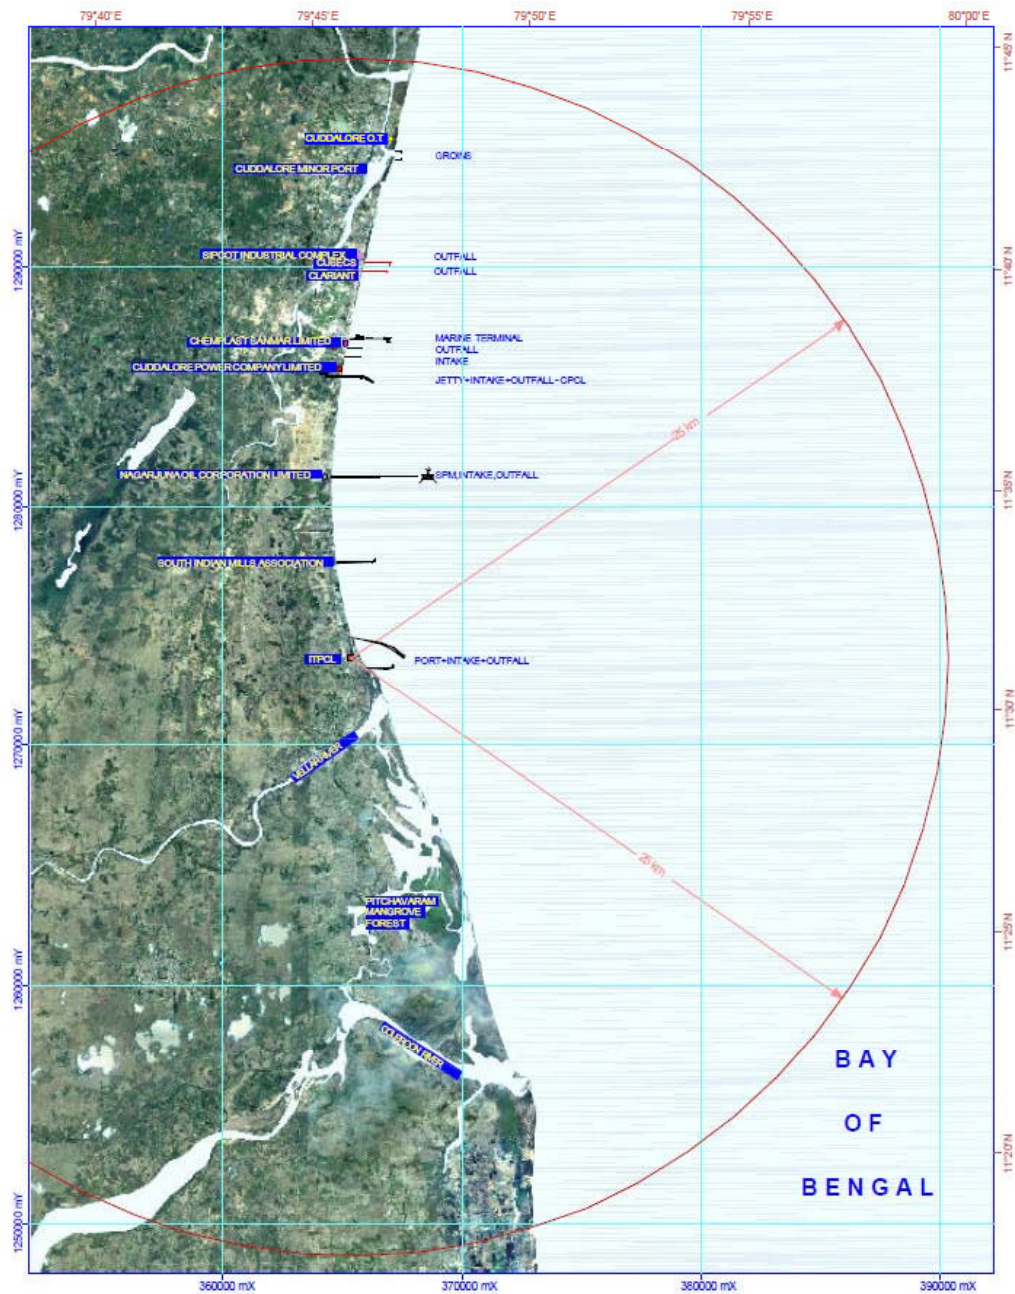 79°40' E
79°45' E
79°50' E
79°55' E
80°00' E
11°45' N
CUDDALORE O.T
GROINS
CUDDALORE MINOR PORT
SIPCOT INDUSTRIAL COMPLEX
OUTFALL
CUSECS
1290000 mY
11°40' N
CLARIANT
OUTFALL
CHEMPLAST SANMAR LIMITED
MARINE TERMINAL
OUTFALL
INTAKE
CUDDALORE POWER COMPANY LIMITED
JETTY+INTAKE+OUTFALL-CPCL
25 km
NAGARJUNA OIL CORPORATION LIMITED
SPM,INTAKE,OUTFALL
11°35' N
1280000 mY
SOUTH INDIAN MILLS ASSOCIATION
ITPCL
PORT+INTAKE+OUTFALL
11°30' N
1270000 mY
VELLAR RIVER
25 km
PITCHAVARAM
MANGROVE
FOREST
11°25' N
1260000 mY
COLEROON RIVER
BAY
OF
BENGAL
11°20' N
1250000 mY
360000 mX
370000 mX
380000 mX
390000 mX